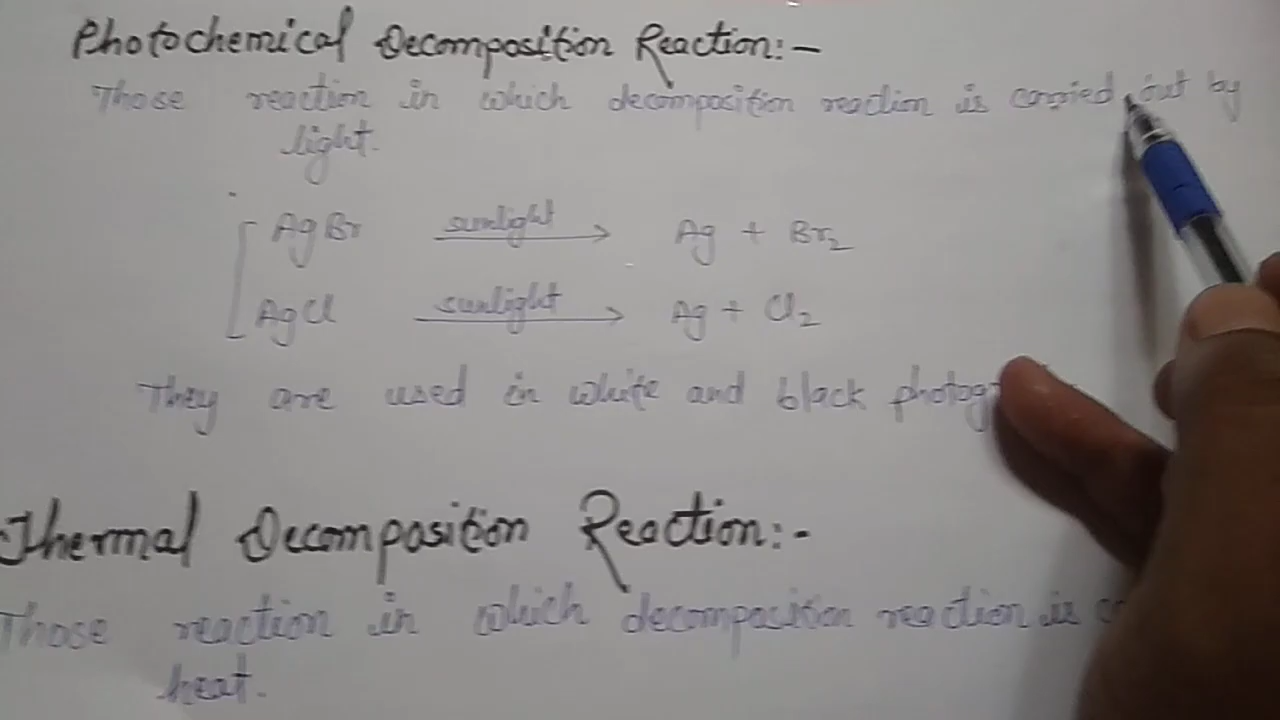 Photochemical Decomposition Reaction:-
Those reaction in which decomposition reaction is carried out by
light.
AgBr sunlight → Ag + Br₂
AgCl sunlight → Ag + Cl₂
They are used in white and black
Thermal Decomposition Reaction:-
Those reaction in which decomposition reaction is
heat.